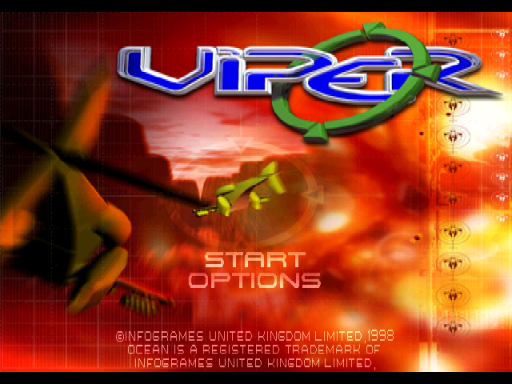 VIPER
START
OPTIONS
©INFOGRAMES UNITED KINGDOM LIMITED,1998
OCEAN IS A REGISTERED TRADEMARK OF
INFOGRAMES UNITED KINGDOM LIMITED,